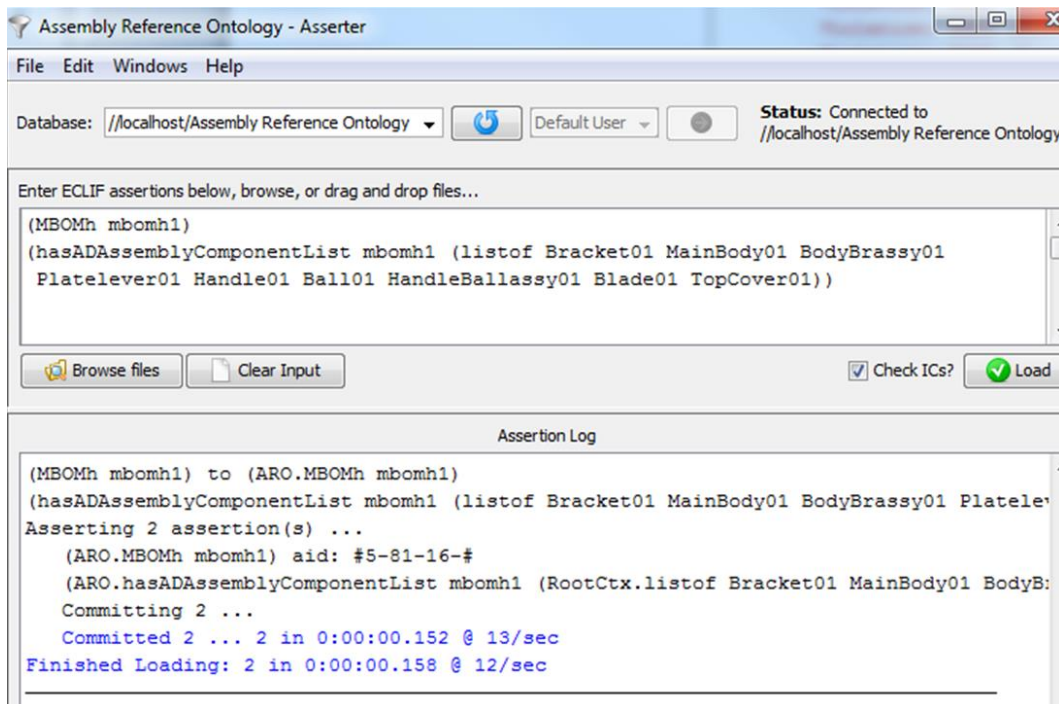 Assembly Reference Ontology - Asserter
File Edit Windows Help
Database: //localhost/Assembly Reference Ontology Default User Status: Connected to
//localhost/Assembly Reference Ontology
Enter ECLIF assertions below, browse, or drag and drop files...
(MBOMh mbomh1)
(hasADAssemblyComponentList mbomh1 (listof Bracket01 MainBody01 BodyBrassy01
Platelever01 Handle01 Ball01 HandleBallassy01 Blade01 TopCover01))
Browse files Clear Input Check ICs? Load
Assertion Log
(MBOMh mbomh1) to (ARO.MBOMh mbomh1)
(hasADAssemblyComponentList mbomh1 (listof Bracket01 MainBody01 BodyBrassy01 Platelev
Asserting 2 assertion(s) ...
(ARO.MBOMh mbomh1) aid: #5-81-16-#
(ARO.hasADAssemblyComponentList mbomh1 (RootCtx.listof Bracket01 MainBody01 BodyB
Committing 2 ...
Committed 2 ... 2 in 0:00:00.152 @ 13/sec
Finished Loading: 2 in 0:00:00.158 @ 12/sec